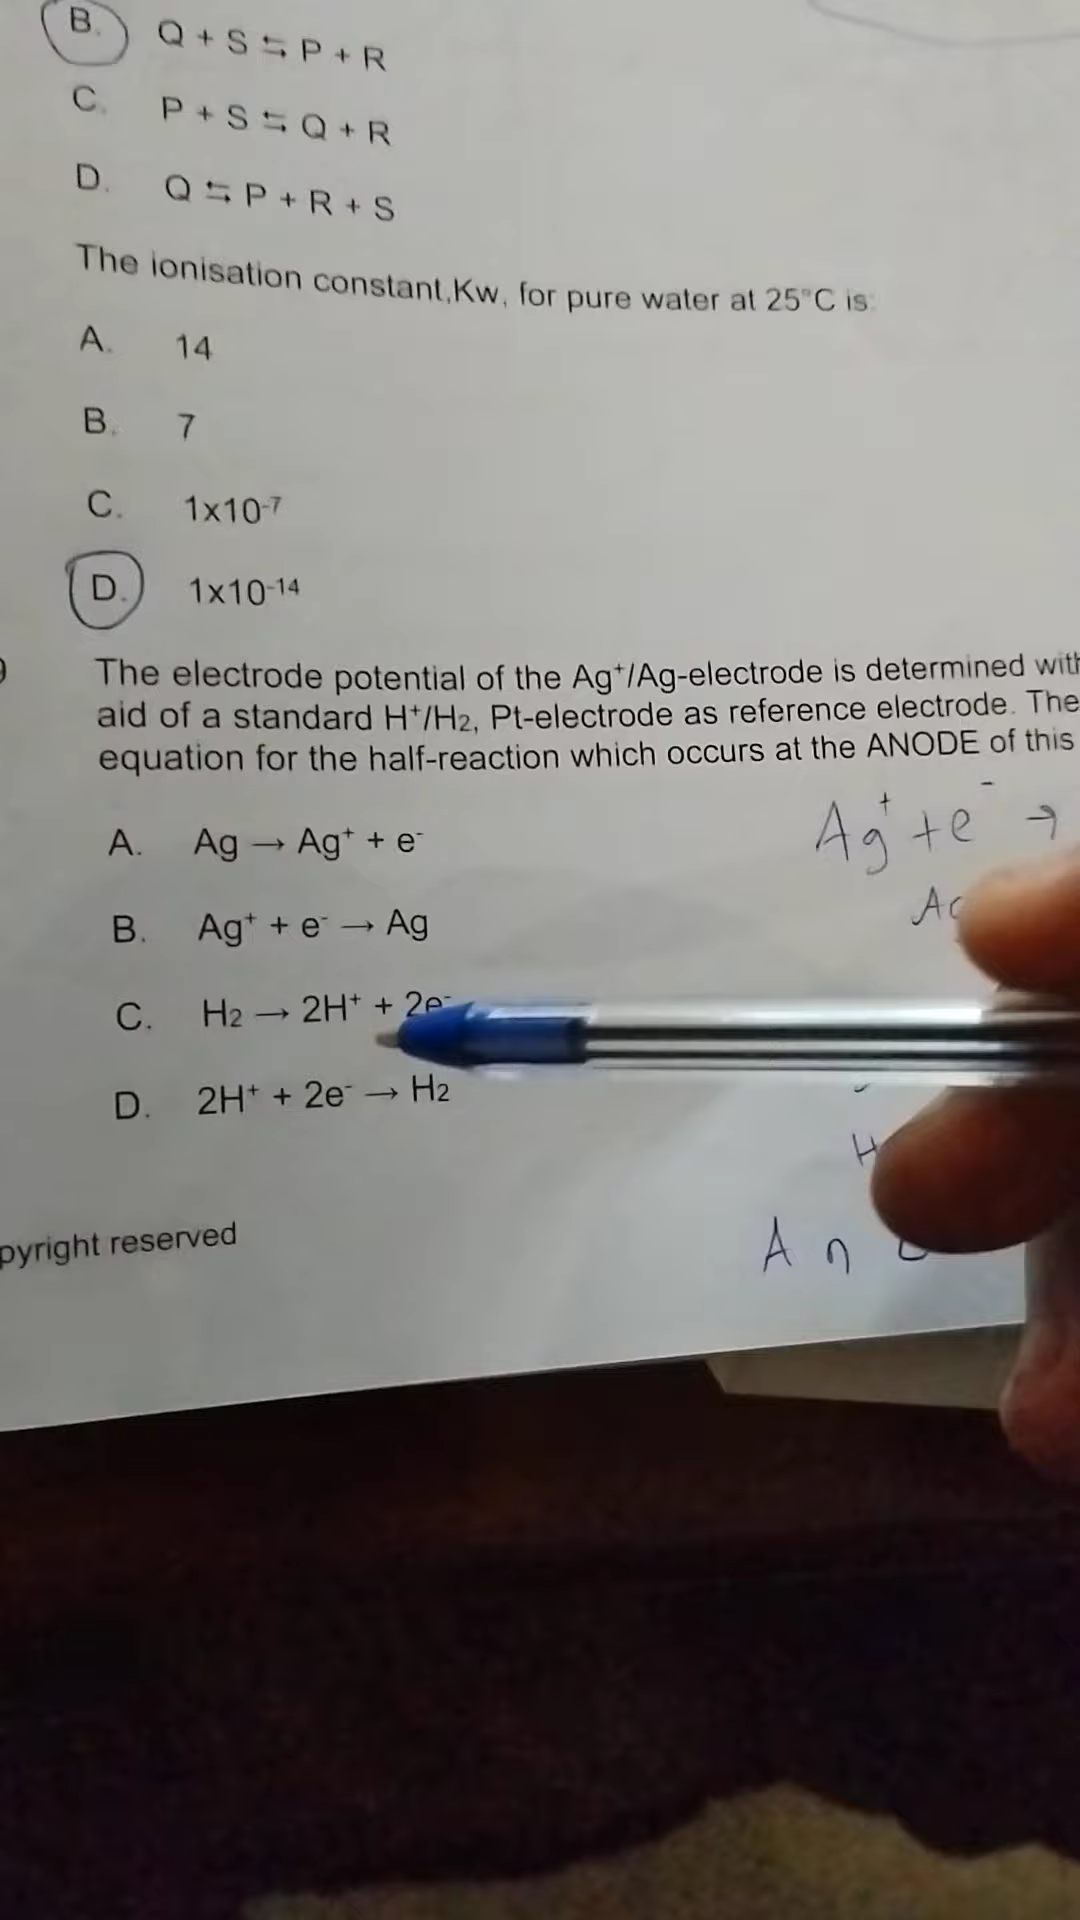 B. Q + S ⇆ P + R
C. P + S ⇆ Q + R
D. Q ⇆ P + R + S
The ionisation constant,Kw, for pure water at 25°C is:
A. 14
B. 7
C. 1x10⁻⁷
D. 1x10⁻¹⁴
The electrode potential of the Ag⁺/Ag-electrode is determined with
aid of a standard H⁺/H₂, Pt-electrode as reference electrode. The
equation for the half-reaction which occurs at the ANODE of this
A. Ag → Ag⁺ + e⁻
Ag⁺ + e⁻ →
B. Ag⁺ + e⁻ → Ag
C. H₂ → 2H⁺ + 2e⁻
D. 2H⁺ + 2e⁻ → H₂
H
pyright reserved
A n